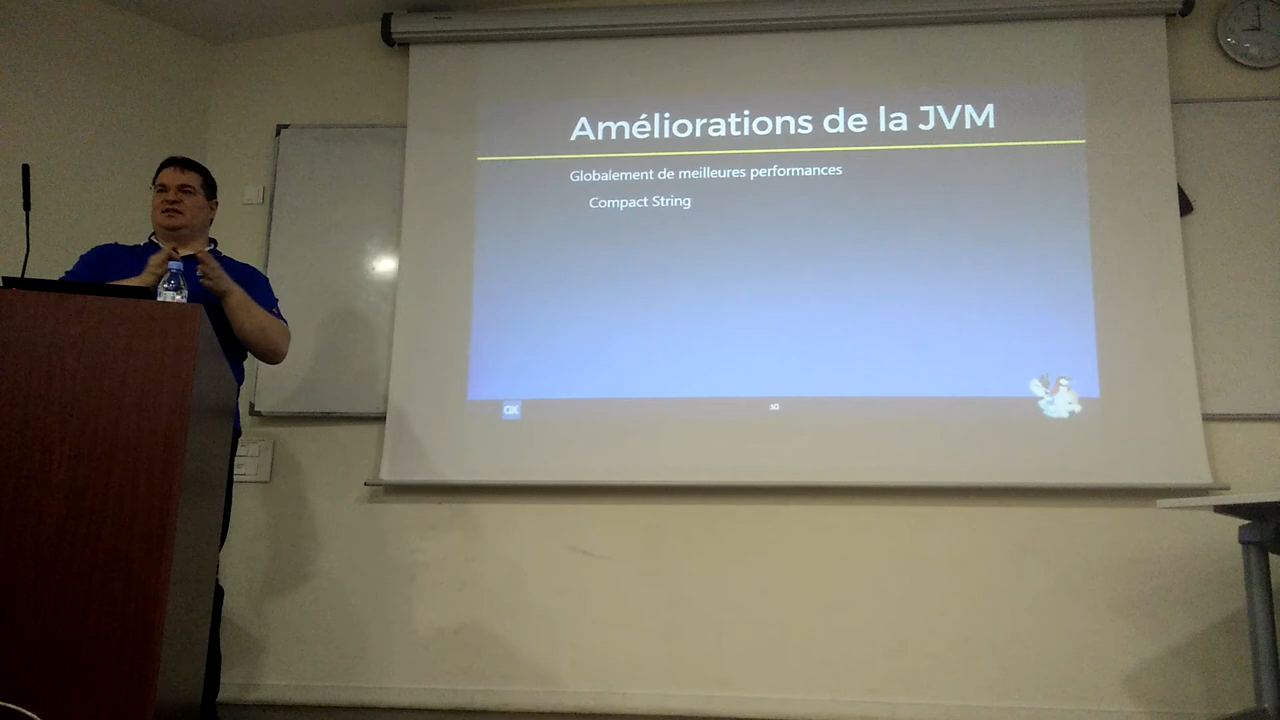 Améliorations de la JVM
Globalement de meilleures performances
Compact String